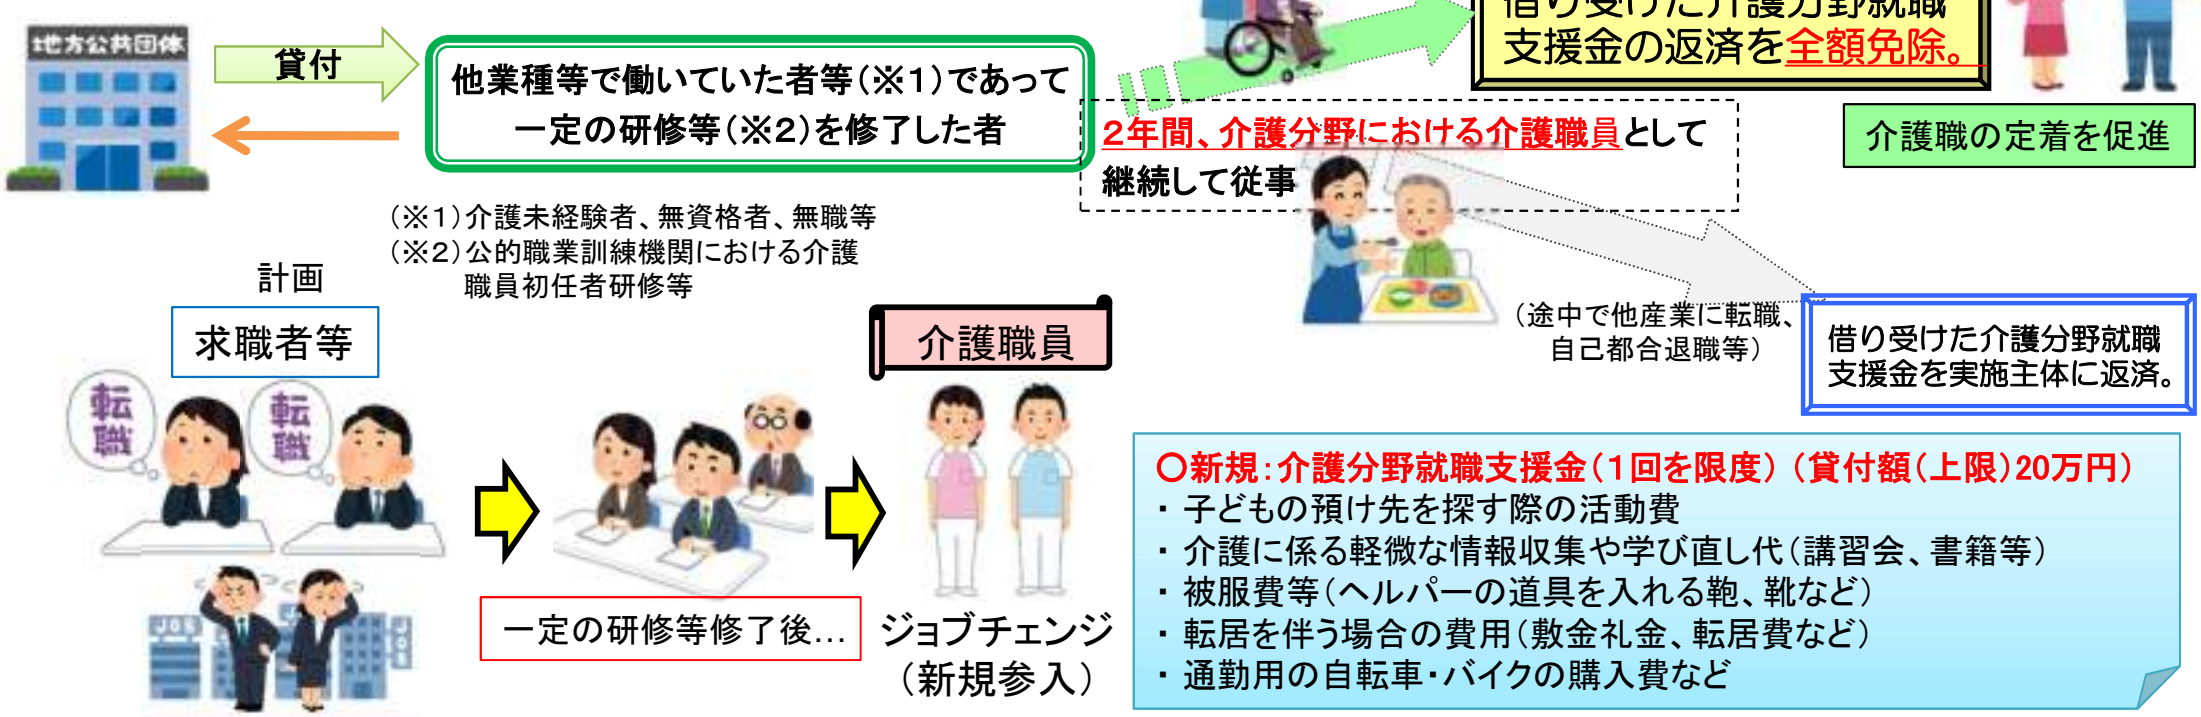 借り受けた介護分野就職
支援金の返済を全額免除。
地方公共団体
貸付
他業種等で働いていた者等(※1)であって
一定の研修等(※2)を修了した者
2年間、介護分野における介護職員として
継続して従事
介護職の定着を促進
(※1)介護未経験者、無資格者、無職等
(※2)公的職業訓練機関における介護
職員初任者研修等
計画
求職者等
転職
転職
介護職員
(途中で他産業に転職、
自己都合退職等)
借り受けた介護分野就職
支援金を実施主体に返済。
一定の研修等修了後…
ジョブチェンジ
(新規参入)
JOB
JOB
○新規:介護分野就職支援金(1回を限度)(貸付額(上限)20万円)
・子どもの預け先を探す際の活動費
・介護に係る軽微な情報収集や学び直し代(講習会、書籍等)
・被服費等(ヘルパーの道具を入れる鞄、靴など)
・転居を伴う場合の費用(敷金礼金、転居費など)
・通勤用の自転車・バイクの購入費など